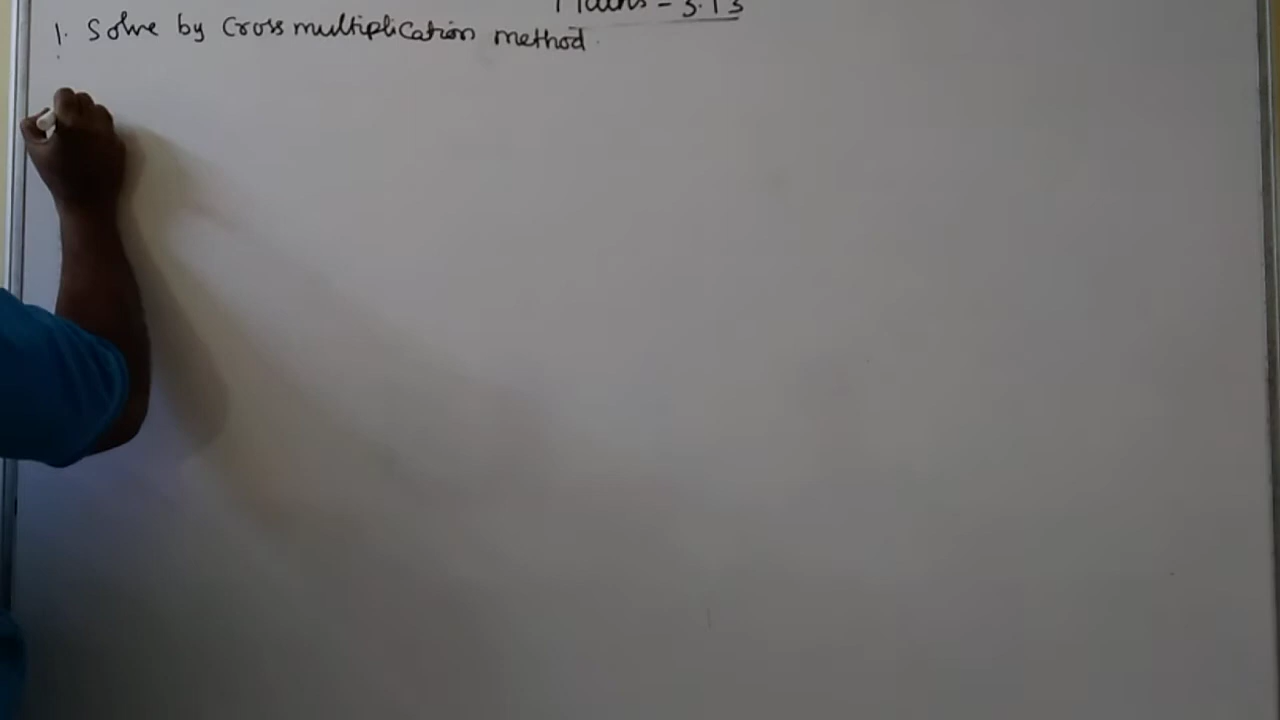 Maths - 3.13
1. Solve by Cross multiplication method.